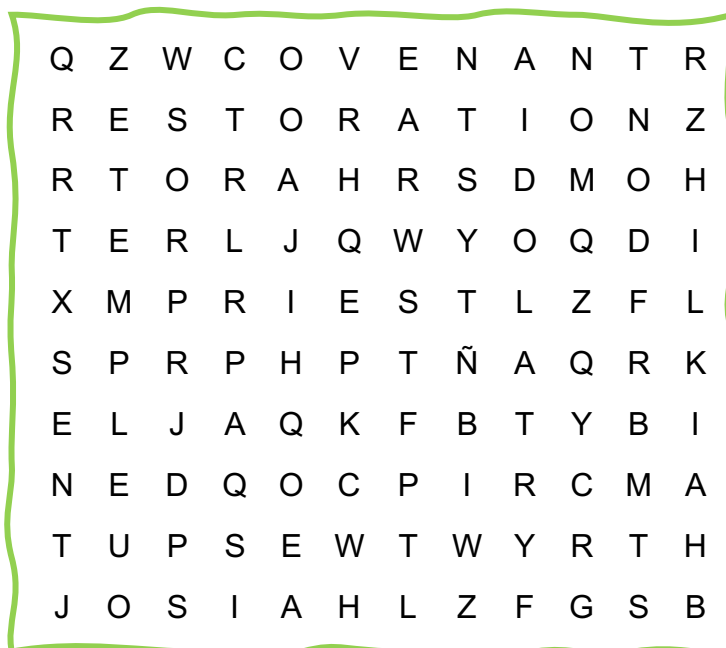 Q Z W C O V E N A N T R
R E S T O R A T I O N Z
R T O R A H R S D M O H
T E R L J Q W Y O Q D I
X M P R I E S T L Z F L
S P R P H P T Ñ A Q R K
E L J A Q K F B T Y B I
N E D Q O C P I R C M A
T U P S E W T W Y R T H
J O S I A H L Z F G S B